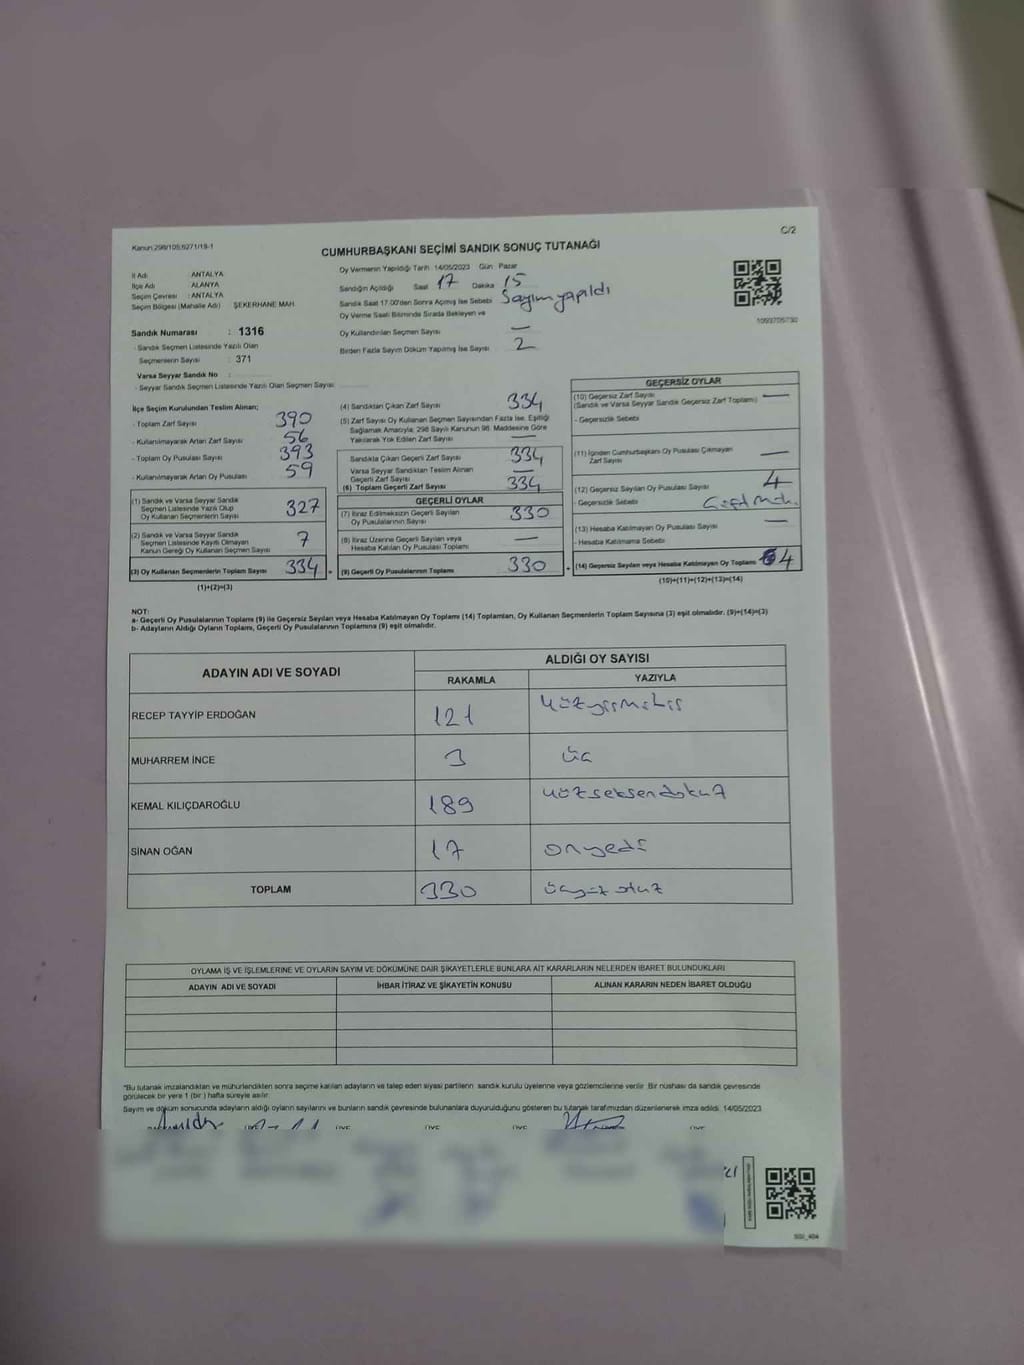 Kanun:298/105;6271/19-1
C/2
CUMHURBAŞKANI SEÇİMİ SANDIK SONUÇ TUTANAĞI
İl Adı : ANTALYA
İlçe Adı : ALANYA
Seçim Çevresi : ANTALYA
Seçim Bölgesi (Mahalle Adı) : ŞEKERHANE MAH.
Sandık Numarası : 1316
- Sandık Seçmen Listesinde Yazılı Olan
Seçmenlerin Sayısı : 371
Varsa Seyyar Sandık No :
- Seyyar Sandık Seçmen Listesinde Yazılı Olan Seçmen Sayısı
Oy Vermenin Yapıldığı Tarih 14/05/2023 Gün Pazar
Sandığın Açıldığı Saat 17 Dakika 15
Sandık Saat 17.00'den Sonra Açılmış İse Sebebi Sayım yapıldı
Oy Verme Saati Bitiminde Sırada Bekleyen ve
Oy Kullandırılan Seçmen Sayısı —
Birden Fazla Sayım Döküm Yapılmış İse Sayısı 2
1093705730
İlçe Seçim Kurulundan Teslim Alınan;
- Toplam Zarf Sayısı 390
- Kullanılmayarak Artan Zarf Sayısı 56
- Toplam Oy Pusulası Sayısı 393
- Kullanılmayarak Artan Oy Pusulası 59
(1) Sandık ve Varsa Seyyar Sandık
Seçmen Listesinde Yazılı Olup
Oy Kullanan Seçmenlerin Sayısı 327
(2) Sandık ve Varsa Seyyar Sandık
Seçmen Listesinde Kayıtlı Olmayan
Kanun Gereği Oy Kullanan Seçmen Sayısı 7
(3) Oy Kullanan Seçmenlerin Toplam Sayısı 334
(1)+(2)=(3)
(4) Sandıktan Çıkan Zarf Sayısı 334
(5) Zarf Sayısı Oy Kullanan Seçmen Sayısından Fazla İse, Eşitliği
Sağlamak Amacıyla, 298 Sayılı Kanunun 98. Maddesine Göre
Yakılarak Yok Edilen Zarf Sayısı —
Sandıkta Çıkan Geçerli Zarf Sayısı 334
Varsa Seyyar Sandıktan Teslim Alınan
Geçerli Zarf Sayısı —
(6) Toplam Geçerli Zarf Sayısı 334
GEÇERLİ OYLAR
(7) İtiraz Edilmeksizin Geçerli Sayılan
Oy Pusulalarının Sayısı 330
(8) İtiraz Üzerine Geçerli Sayılan veya
Hesaba Katılan Oy Pusulası Toplamı —
(9) Geçerli Oy Pusulalarının Toplamı 330
GEÇERSİZ OYLAR
(10) Geçersiz Zarf Sayısı —
(Sandık ve Varsa Seyyar Sandık Geçersiz Zarf Toplamı)
- Geçersizlik Sebebi
(11) İçinden Cumhurbaşkanı Oy Pusulası Çıkmayan
Zarf Sayısı —
(12) Geçersiz Sayılan Oy Pusulası Sayısı 4
- Geçersizlik Sebebi
(13) Hesaba Katılmayan Oy Pusulası Sayısı —
- Hesaba Katılmama Sebebi
(14) Geçersiz Sayılan veya Hesaba Katılmayan Oy Toplamı 4
(10)+(11)+(12)+(13)=(14)
NOT:
a- Geçerli Oy Pusulalarının Toplamı (9) ile Geçersiz Sayılan veya Hesaba Katılmayan Oy Toplamı (14) Toplamları, Oy Kullanan Seçmenlerin Toplam Sayısına (3) eşit olmalıdır. (9)+(14)=(3)
b- Adayların Aldığı Oyların Toplamı, Geçerli Oy Pusulalarının Toplamına (9) eşit olmalıdır.
ADAYIN ADI VE SOYADI
ALDIĞI OY SAYISI
RAKAMLA YAZIYLA
RECEP TAYYİP ERDOĞAN 121 yüzyirmibir
MUHARREM İNCE 3 üç
KEMAL KILIÇDAROĞLU 189 yüzseksendokuz
SİNAN OĞAN 17 onyedi
TOPLAM 330 üçyüz otuz
OYLAMA İŞ VE İŞLEMLERİNE VE OYLARIN SAYIM VE DÖKÜMÜNE DAİR ŞİKAYETLERLE BUNLARA AİT KARARLARIN NELERDEN İBARET BULUNDUKLARI
ADAYIN ADI VE SOYADI İHBAR İTİRAZ VE ŞİKAYETİN KONUSU ALINAN KARARIN NEDEN İBARET OLDUĞU
*Bu tutanak imzalandıktan ve mühürlendikten sonra seçime katılan adayların ve talep eden siyasi partilerin sandık kurulu üyelerine veya gözlemcilerine verilir. Bir nüshası da sandık çevresinde
görülecek bir yere 1 (bir) hafta süreyle asılır.
Sayım ve döküm sonucunda adayların aldığı oyların sayılarını ve bunların sandık çevresinde bulunanlara duyurulduğunu gösteren bu tutanak tarafımızdan düzenlenerek imza edildi. 14/05/2023